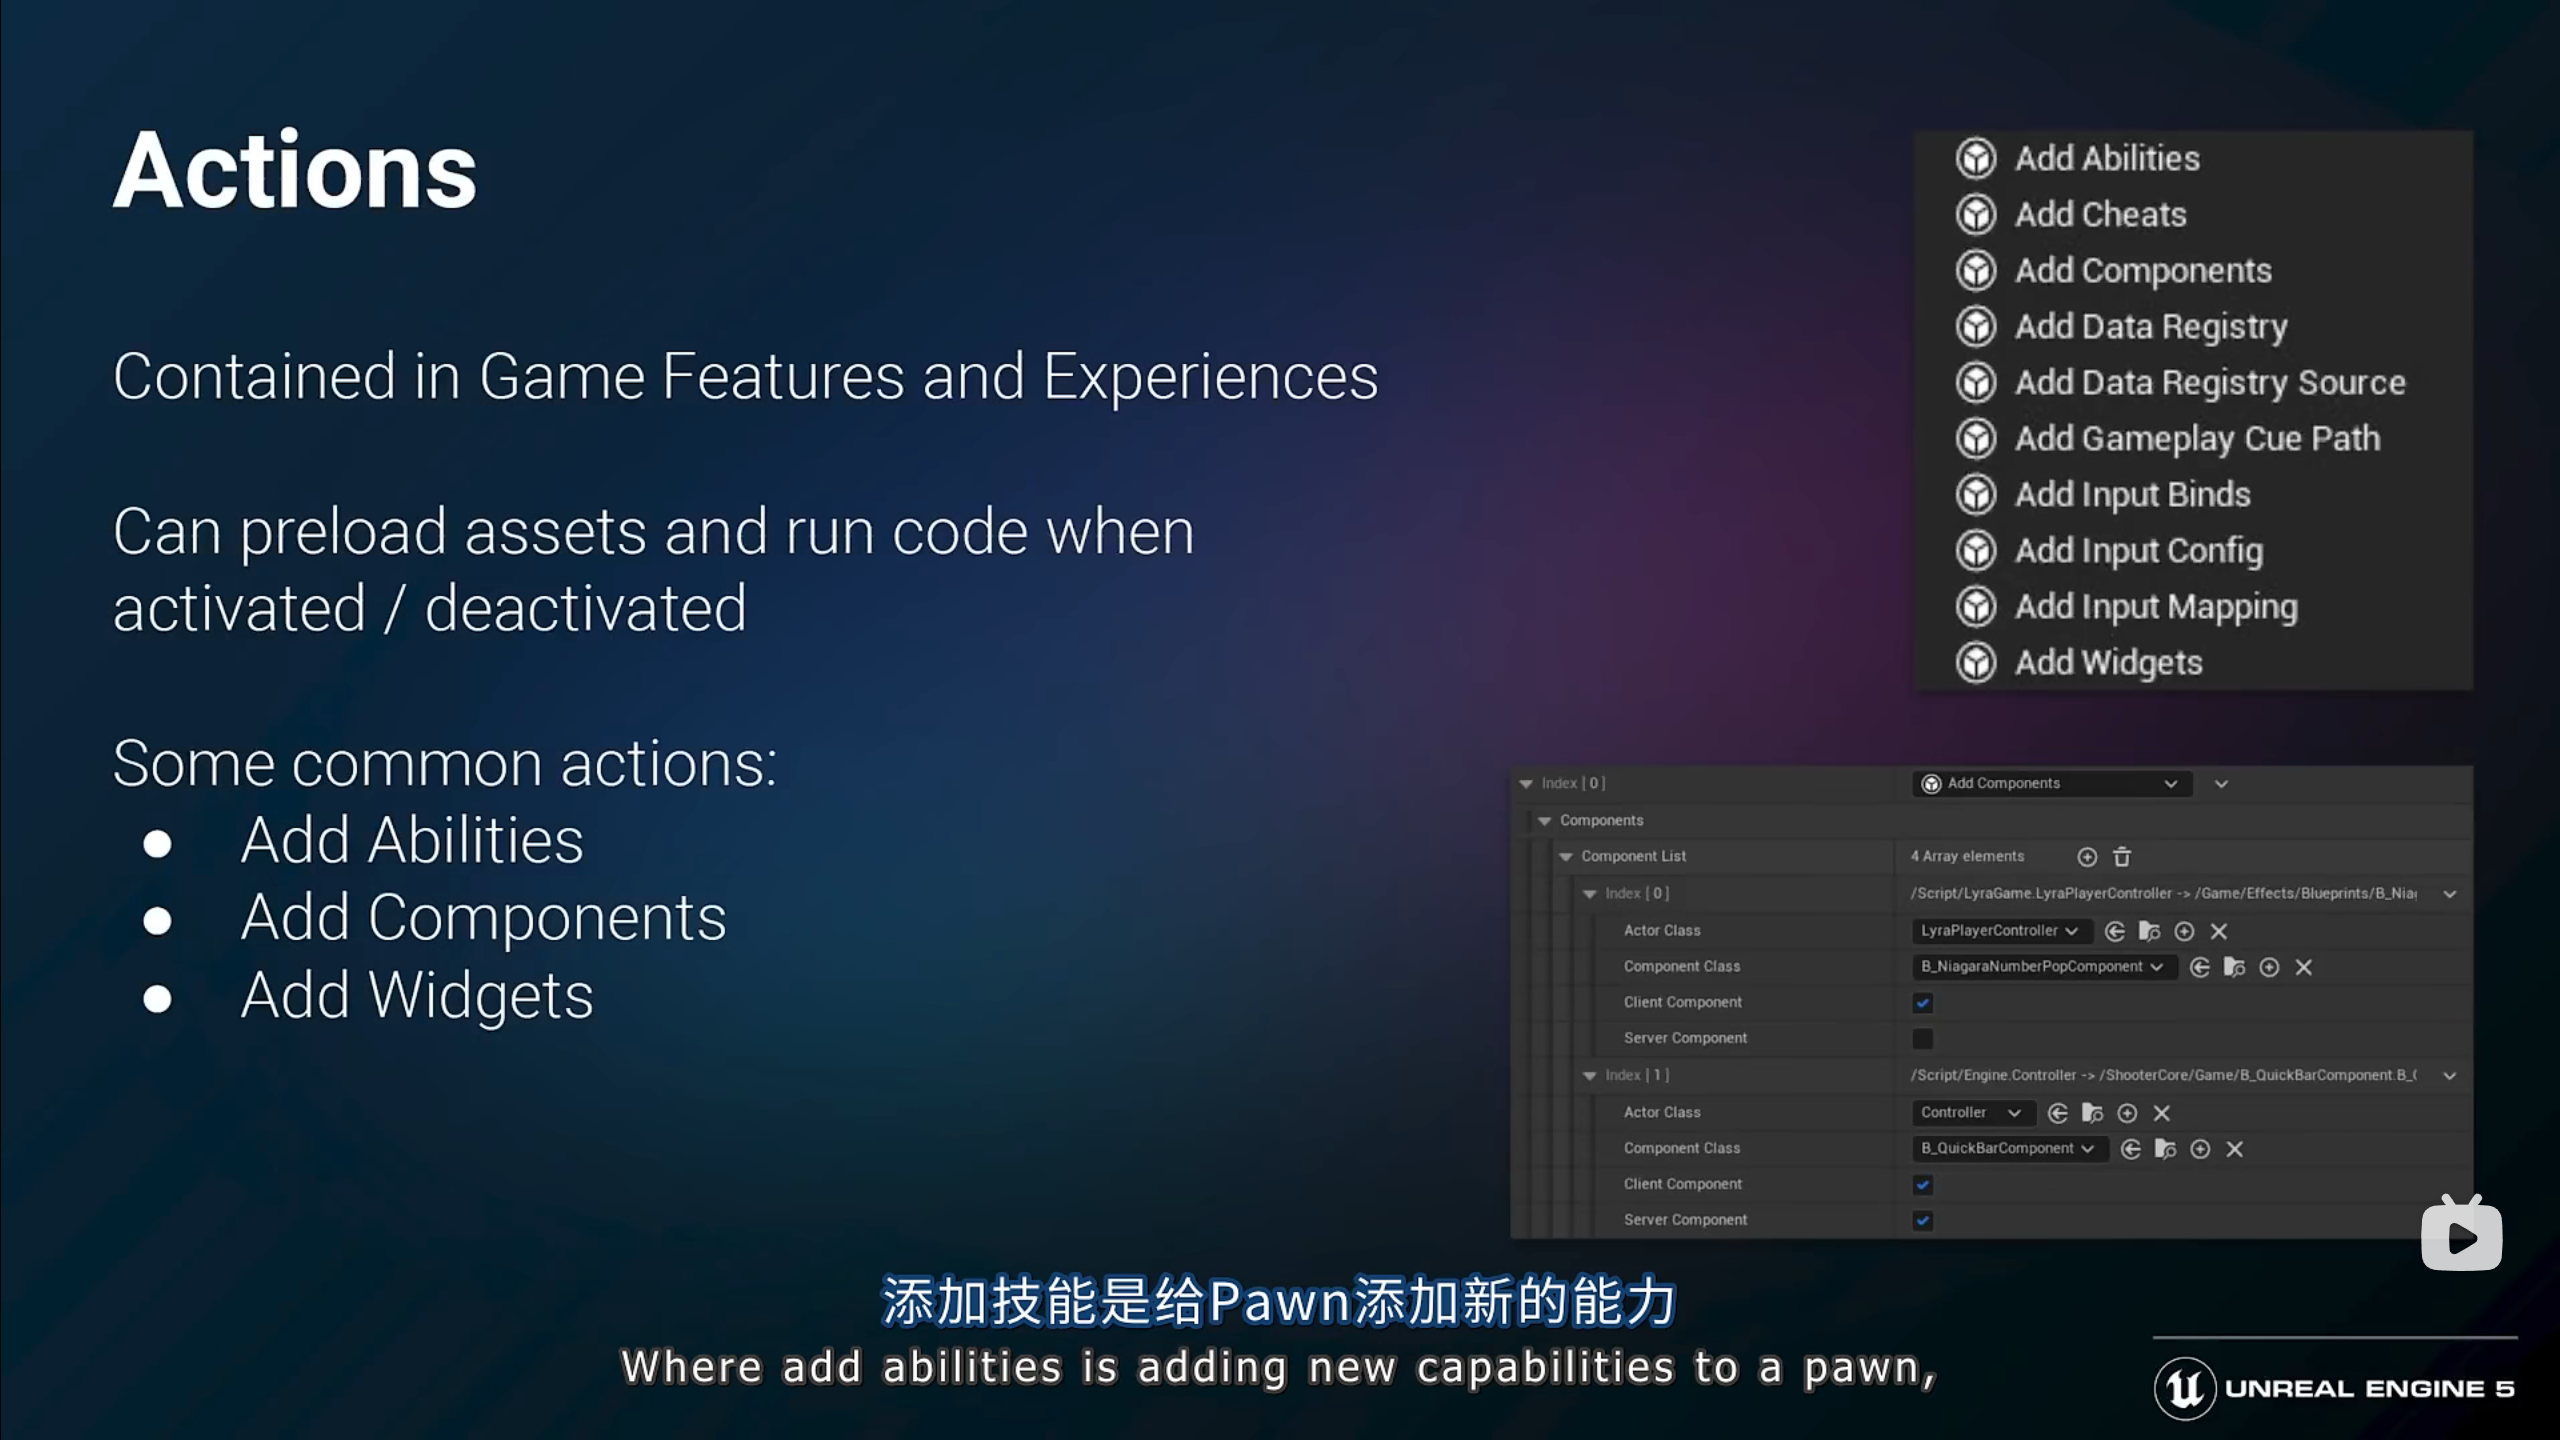 Actions
Contained in Game Features and Experiences
Can preload assets and run code when
activated / deactivated
Some common actions:
● Add Abilities
● Add Components
● Add Widgets
Add Abilities
Add Cheats
Add Components
Add Data Registry
Add Data Registry Source
Add Gameplay Cue Path
Add Input Binds
Add Input Config
Add Input Mapping
Add Widgets
Index [ 0 ] Add Components
Components
Component List 4 Array elements
Index [ 0 ] /Script/LyraGame.LyraPlayerController -> /Game/Effects/Blueprints/B_Nia
Actor Class LyraPlayerController
Component Class B_NiagaraNumberPopComponent
Client Component
Server Component
Index [ 1 ] /Script/Engine.Controller -> /ShooterCore/Game/B_QuickBarComponent.B_
Actor Class Controller
Component Class B_QuickBarComponent
Client Component
Server Component
添加技能是给Pawn添加新的能力
Where add abilities is adding new capabilities to a pawn,
UNREAL ENGINE 5